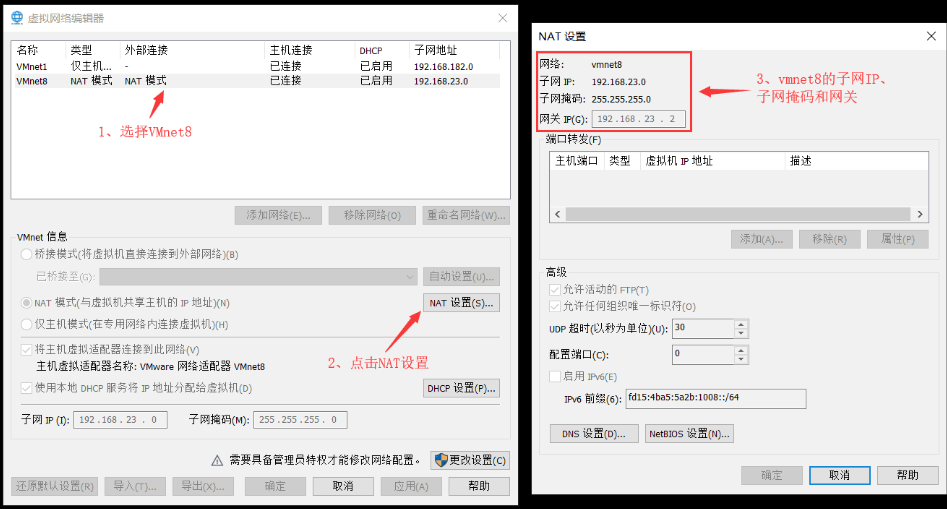 虚拟网络编辑器
名称 类型 外部连接 主机连接 DHCP 子网地址
VMnet1 仅主机... - 已连接 已启用 192.168.182.0
VMnet8 NAT 模式 NAT 模式 已连接 已启用 192.168.23.0
1、选择VMnet8
添加网络(E)... 移除网络(O) 重命名网络(W)...
VMnet 信息
桥接模式(将虚拟机直接连接到外部网络)(B)
已桥接至(G): 自动设置(U)...
NAT 模式(与虚拟机共享主机的 IP 地址)(N) NAT 设置(S)...
仅主机模式(在专用网络内连接虚拟机)(H)
将主机虚拟适配器连接到此网络(V)
2、点击NAT设置
主机虚拟适配器名称: VMware 网络适配器 VMnet8
使用本地 DHCP 服务将 IP 地址分配给虚拟机(D) DHCP 设置(P)...
子网 IP (I): 192 . 168 . 23 . 0 子网掩码(M): 255 . 255 . 255 . 0
需要具备管理员特权才能修改网络配置。 更改设置(C)
还原默认设置(R) 导入(T)... 导出(X)... 确定 取消 应用(A) 帮助
NAT 设置
网络: vmnet8
子网 IP: 192.168.23.0
子网掩码: 255.255.255.0
网关 IP(G): 192 . 168 . 23 . 2
3、vmnet8的子网IP、
子网掩码和网关
端口转发(F)
主机端口 类型 虚拟机 IP 地址 描述
添加(A)... 移除(R) 属性(P)
高级
允许活动的 FTP(T)
允许任何组织唯一标识符(O)
UDP 超时(以秒为单位)(U): 30
配置端口(C): 0
启用 IPv6(E)
IPv6 前缀(6): fd15:4ba5:5a2b:1008::/64
DNS 设置(D)... NetBIOS 设置(N)...
确定 取消 帮助